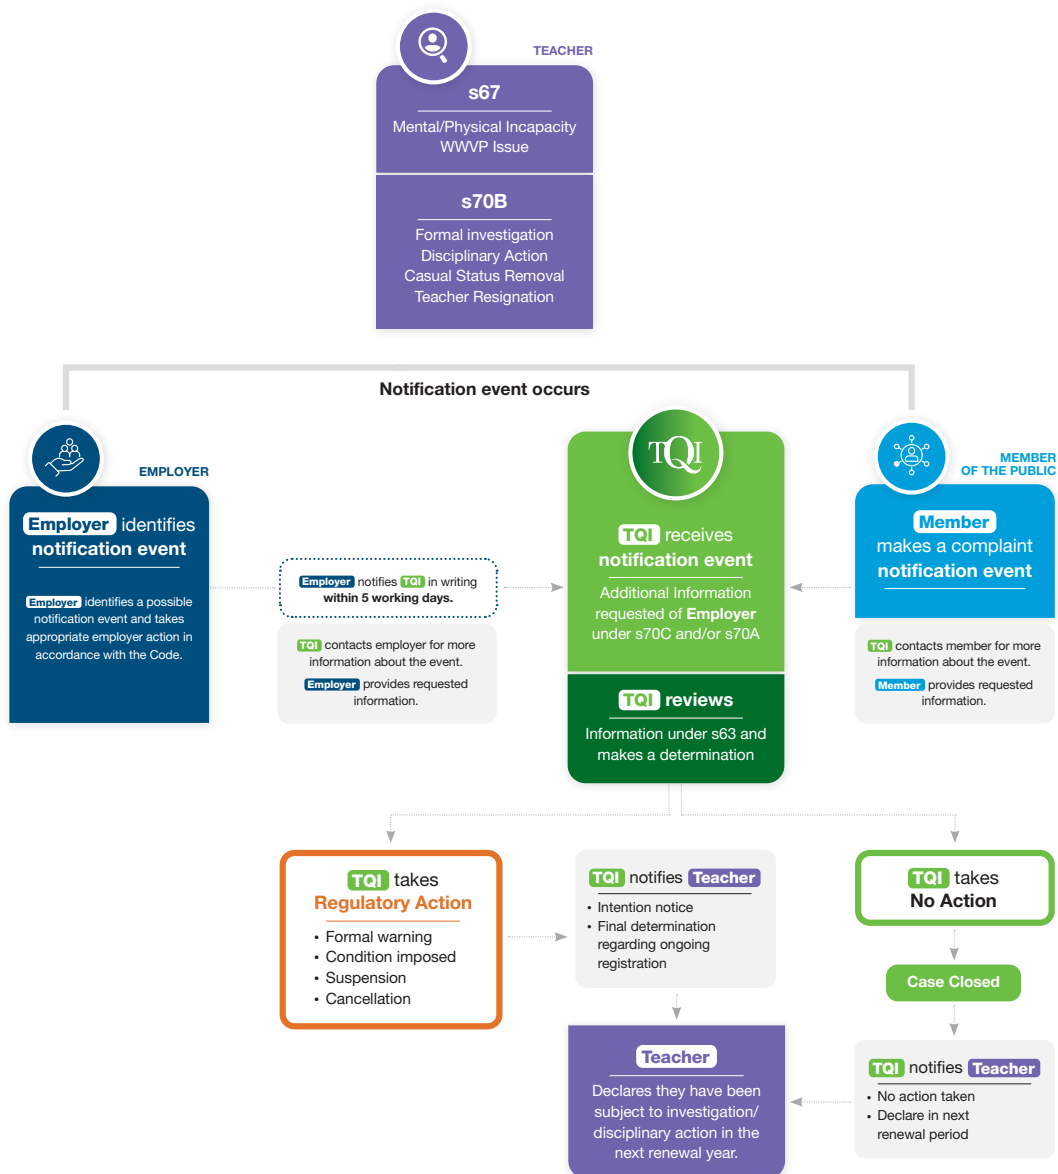 TEACHER
s67
Mental/Physical Incapacity
WWVP Issue
s70B
Formal investigation
Disciplinary Action
Casual Status Removal
Teacher Resignation
Notification event occurs
EMPLOYER
Employer identifies
notification event
Employer identifies a possible
notification event and takes
appropriate employer action in
accordance with the Code.
Employer notifies TQI in writing
within 5 working days.
TQI contacts employer for more
information about the event.
Employer provides requested
information.
TQI
TQI receives
notification event
Additional Information
requested of Employer
under s70C and/or s70A
TQI reviews
Information under s63 and
makes a determination
MEMBER
OF THE PUBLIC
Member
makes a complaint
notification event
TQI contacts member for more
information about the event.
Member provides requested
information.
TQI takes
Regulatory Action
• Formal warning
• Condition imposed
• Suspension
• Cancellation
TQI notifies Teacher
• Intention notice
• Final determination
regarding ongoing
registration
TQI takes
No Action
Case Closed
TQI notifies Teacher
• No action taken
• Declare in next
renewal period
Teacher
Declares they have been
subject to investigation/
disciplinary action in the
next renewal year.